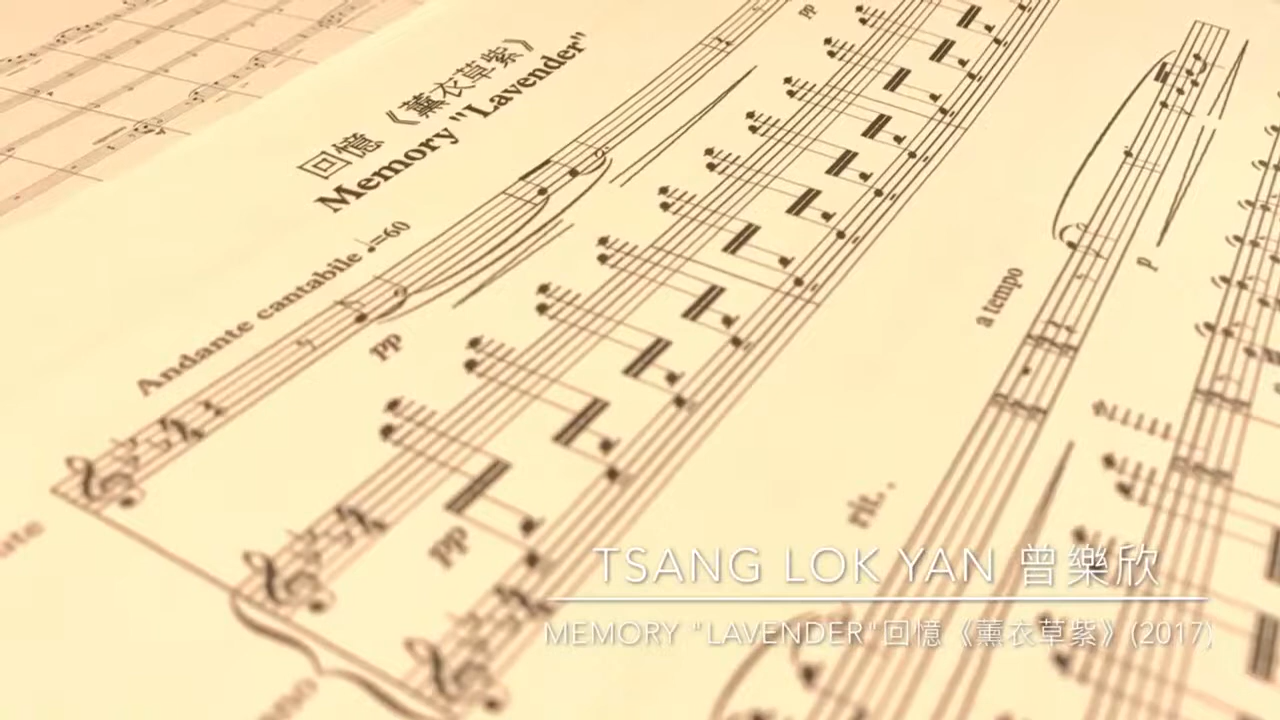 回憶《薰衣草紫》
Memory "Lavender"
Andante cantabile ♩=60
pp
pp
pp
a tempo
p
rit.
TSANG LOK YAN 曾樂欣
MEMORY "LAVENDER"回憶《薰衣草紫》(2017)